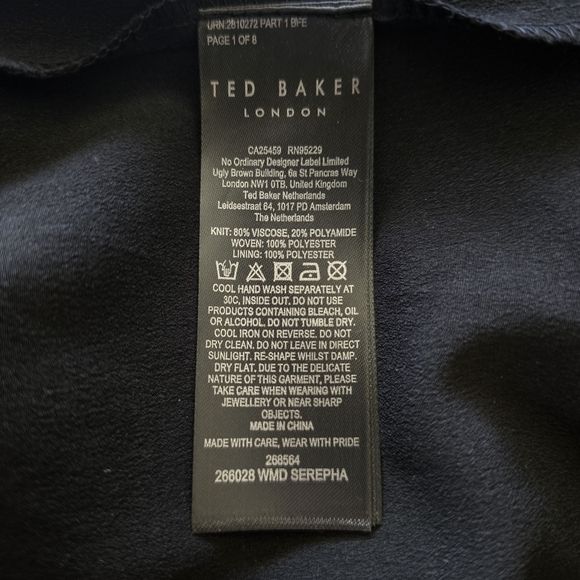 URN:2810272 PART 1 BFE
PAGE 1 OF 8
TED BAKER
LONDON
CA25459 RN95229
No Ordinary Designer Label Limited
Ugly Brown Building, 6a St Pancras Way
London NW1 0TB, United Kingdom
Ted Baker Netherlands
Leidsestraat 64, 1017 PD Amsterdam
The Netherlands
KNIT: 80% VISCOSE, 20% POLYAMIDE
WOVEN: 100% POLYESTER
LINING: 100% POLYESTER
COOL HAND WASH SEPARATELY AT
30C, INSIDE OUT. DO NOT USE
PRODUCTS CONTAINING BLEACH, OIL
OR ALCOHOL. DO NOT TUMBLE DRY.
COOL IRON ON REVERSE. DO NOT
DRY CLEAN. DO NOT LEAVE IN DIRECT
SUNLIGHT. RE-SHAPE WHILST DAMP.
DRY FLAT. DUE TO THE DELICATE
NATURE OF THIS GARMENT, PLEASE
TAKE CARE WHEN WEARING WITH
JEWELLERY OR NEAR SHARP
OBJECTS.
MADE IN CHINA
MADE WITH CARE, WEAR WITH PRIDE
268564
266028 WMD SEREPHA